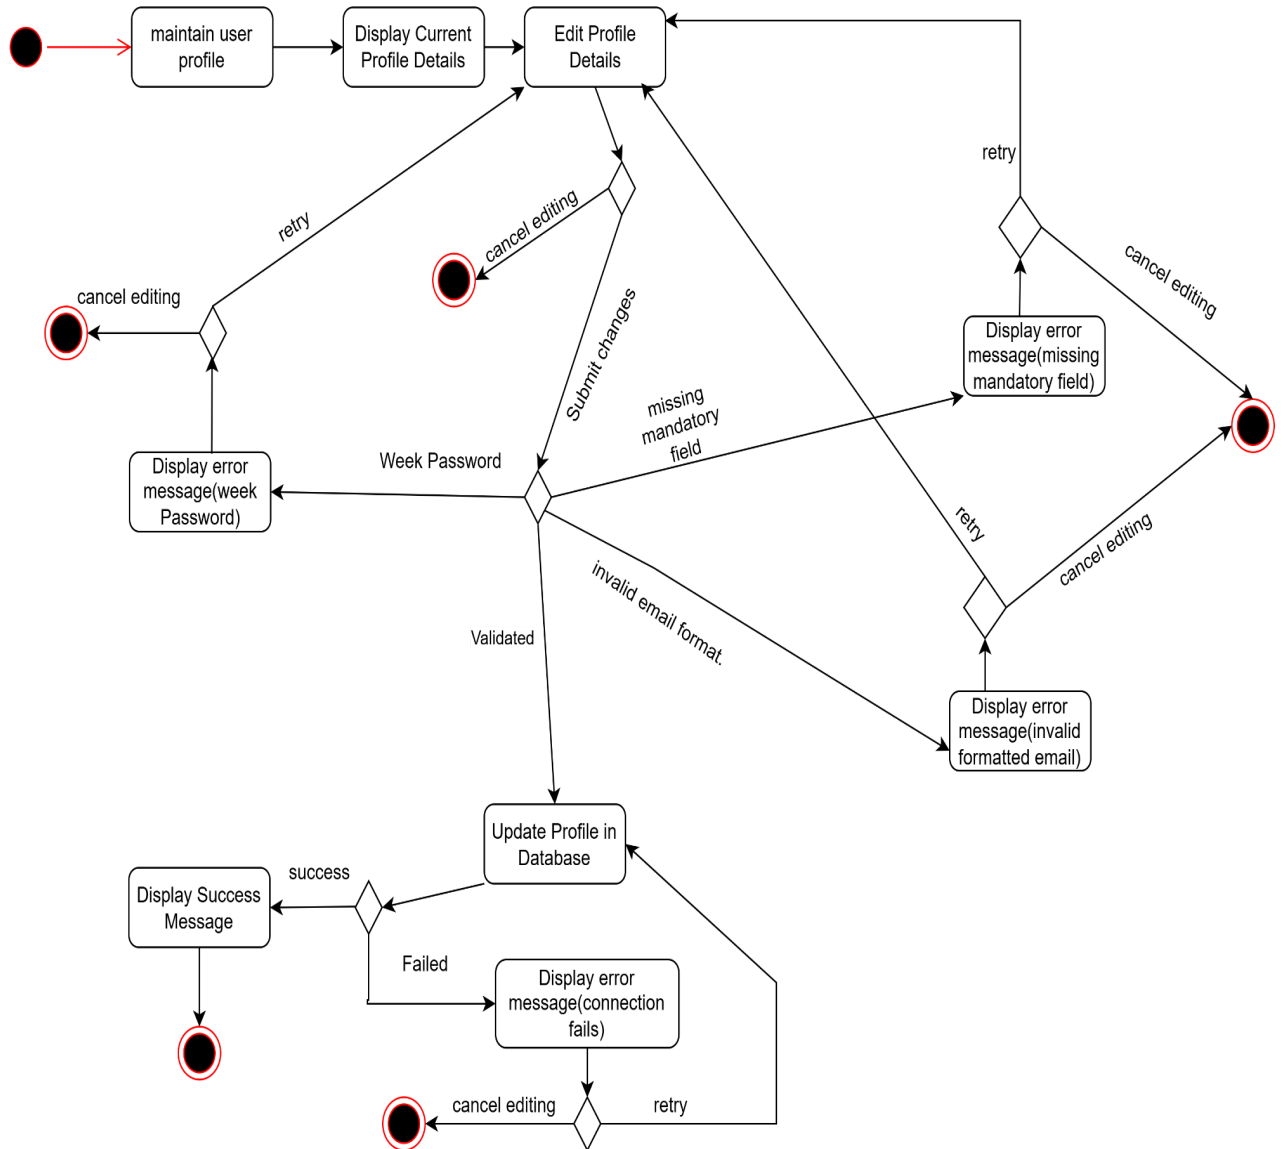 maintain user
profile
Display Current
Profile Details
Edit Profile
Details
retry
cancel editing
retry
cancel editing
cancel editing
Submit changes
Display error
message(missing
mandatory field)
missing
mandatory
field
Week Password
Display error
message(week
Password)
retry
cancel editing
invalid email format.
Validated
Display error
message(invalid
formatted email)
Update Profile in
Database
success
Display Success
Message
Failed
Display error
message(connection
fails)
cancel editing
retry